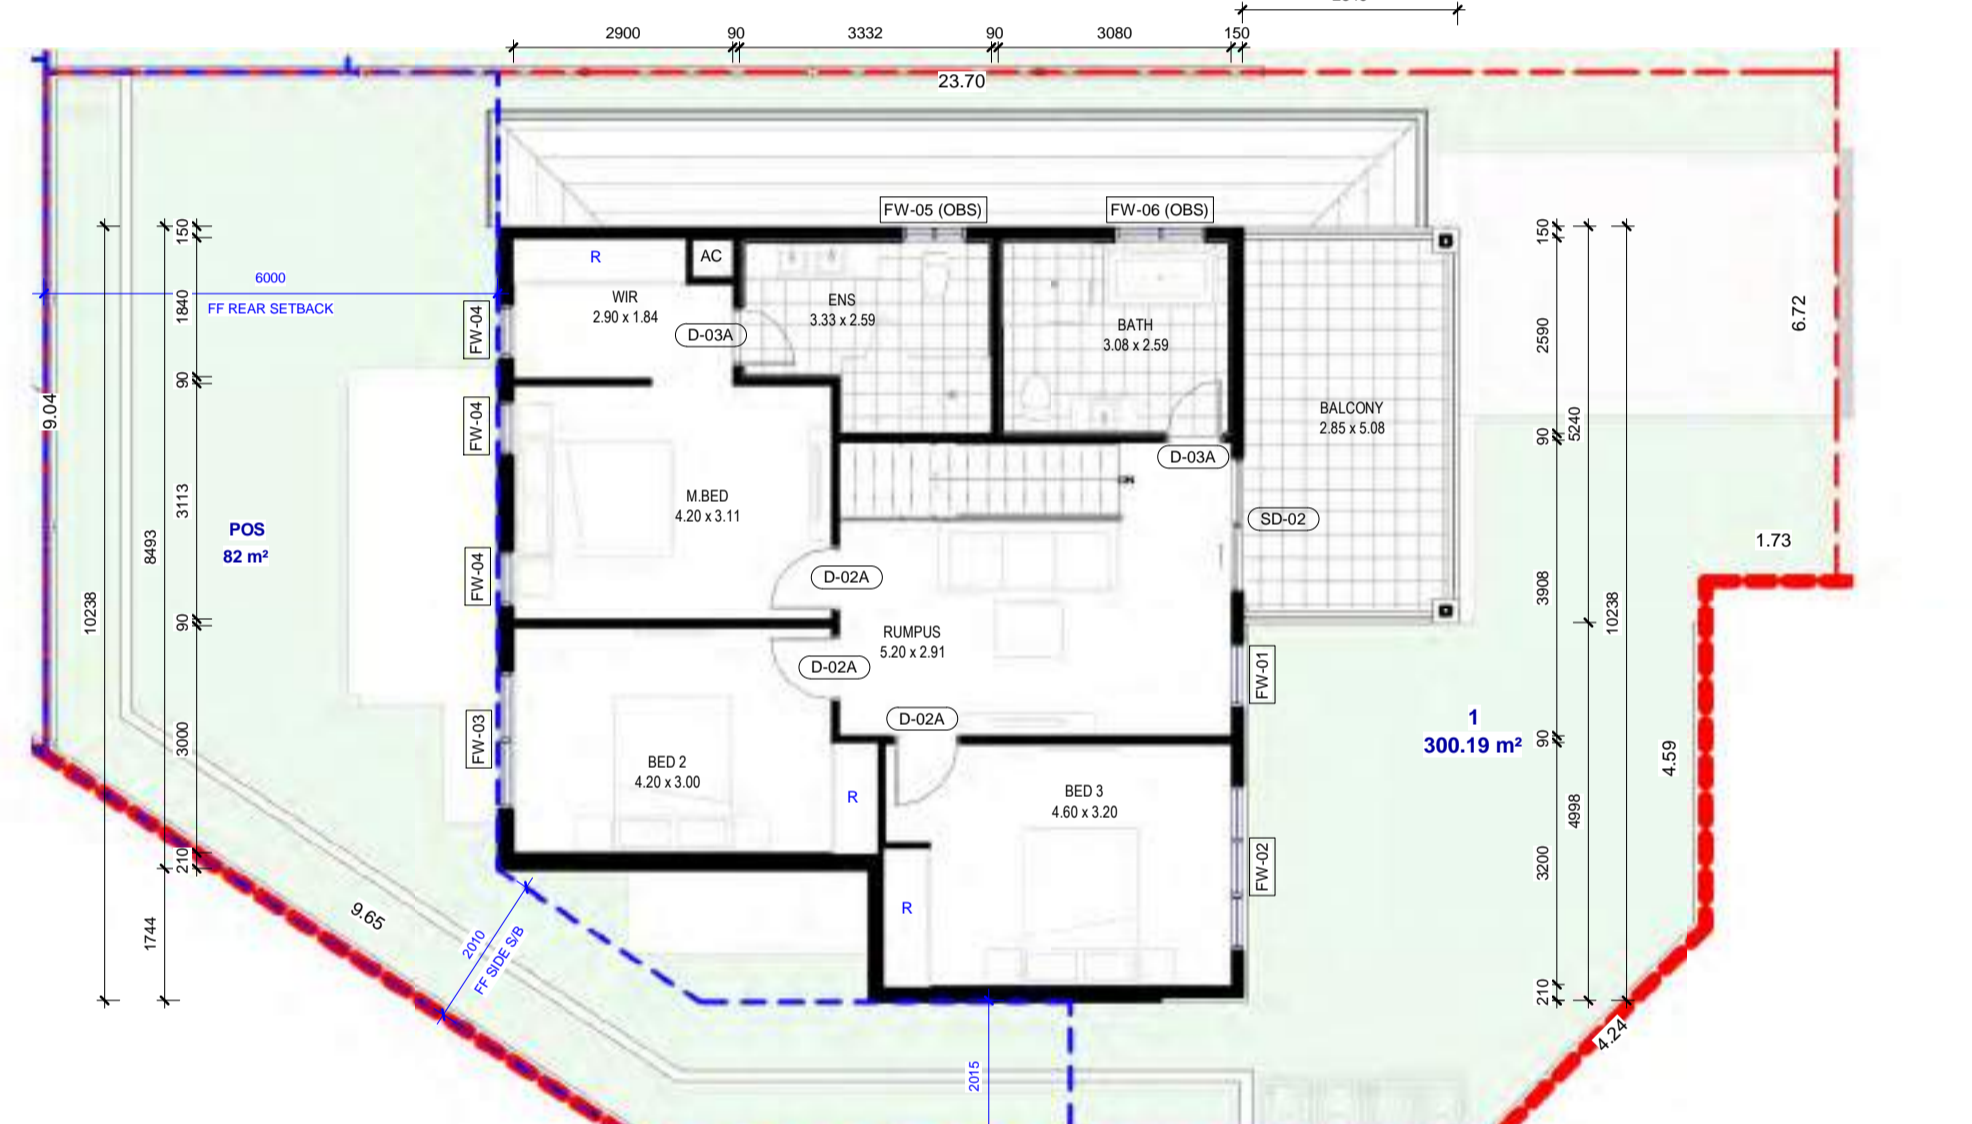 2900
90
3332
90
3080
150
23.70
FW-05 (OBS)
FW-06 (OBS)
150
1840
90
3113
90
3000
210
8493
1744
10238
6000
FF REAR SETBACK
9.04
POS
82 m²
FW-04
FW-04
FW-04
FW-03
R
AC
WIR
2.90 x 1.84
D-03A
ENS
3.33 x 2.59
BATH
3.08 x 2.59
D-03A
BALCONY
2.85 x 5.08
M.BED
4.20 x 3.11
SD-02
D-02A
RUMPUS
5.20 x 2.91
D-02A
D-02A
BED 2
4.20 x 3.00
R
BED 3
4.60 x 3.20
R
FW-01
FW-02
150
2590
90
3908
90
3200
210
5240
4998
10238
6.72
1.73
1
300.19 m²
4.59
4.24
9.65
2010
FF SIDE S/B
2015